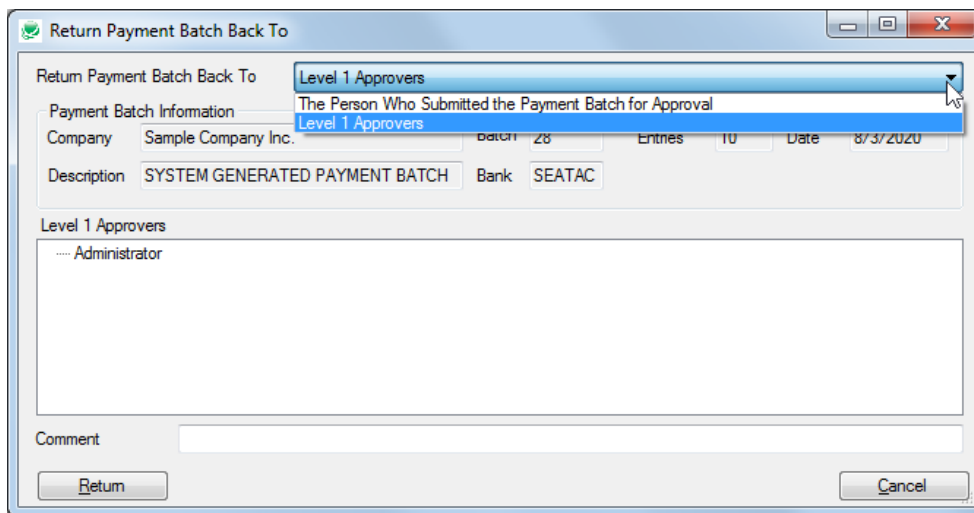 Return Payment Batch Back To
Return Payment Batch Back To Level 1 Approvers
The Person Who Submitted the Payment Batch for Approval
Level 1 Approvers
Payment Batch Information
Company Sample Company Inc. Batch 28 Entries 10 Date 8/3/2020
Description SYSTEM GENERATED PAYMENT BATCH Bank SEATAC
Level 1 Approvers
Administrator
Comment
Return Cancel